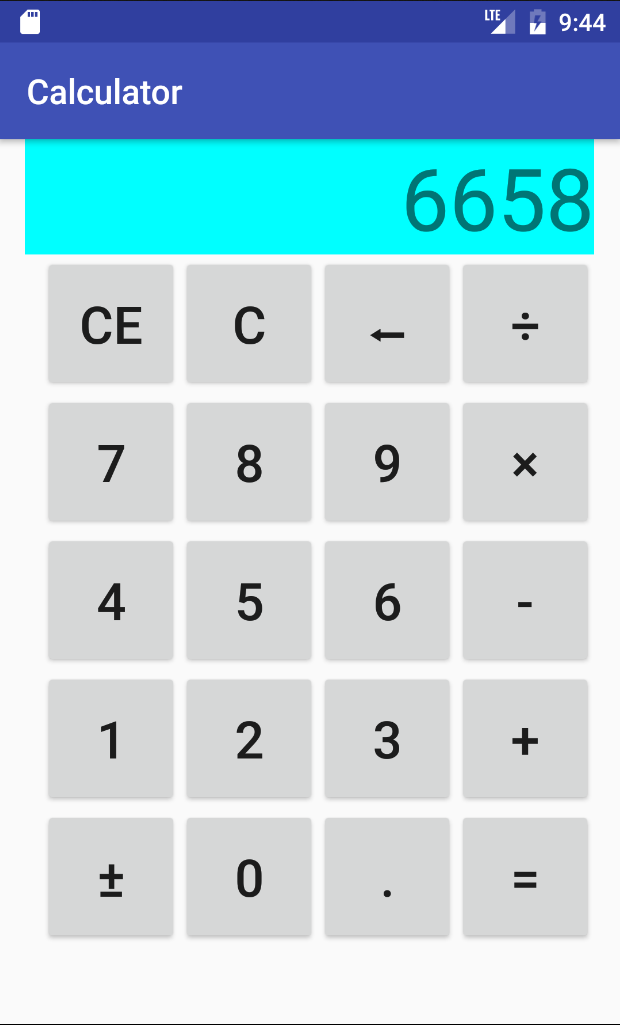 LTE 9:44
Calculator
6658
CE C ← ÷
7 8 9 ×
4 5 6 -
1 2 3 +
± 0 . =